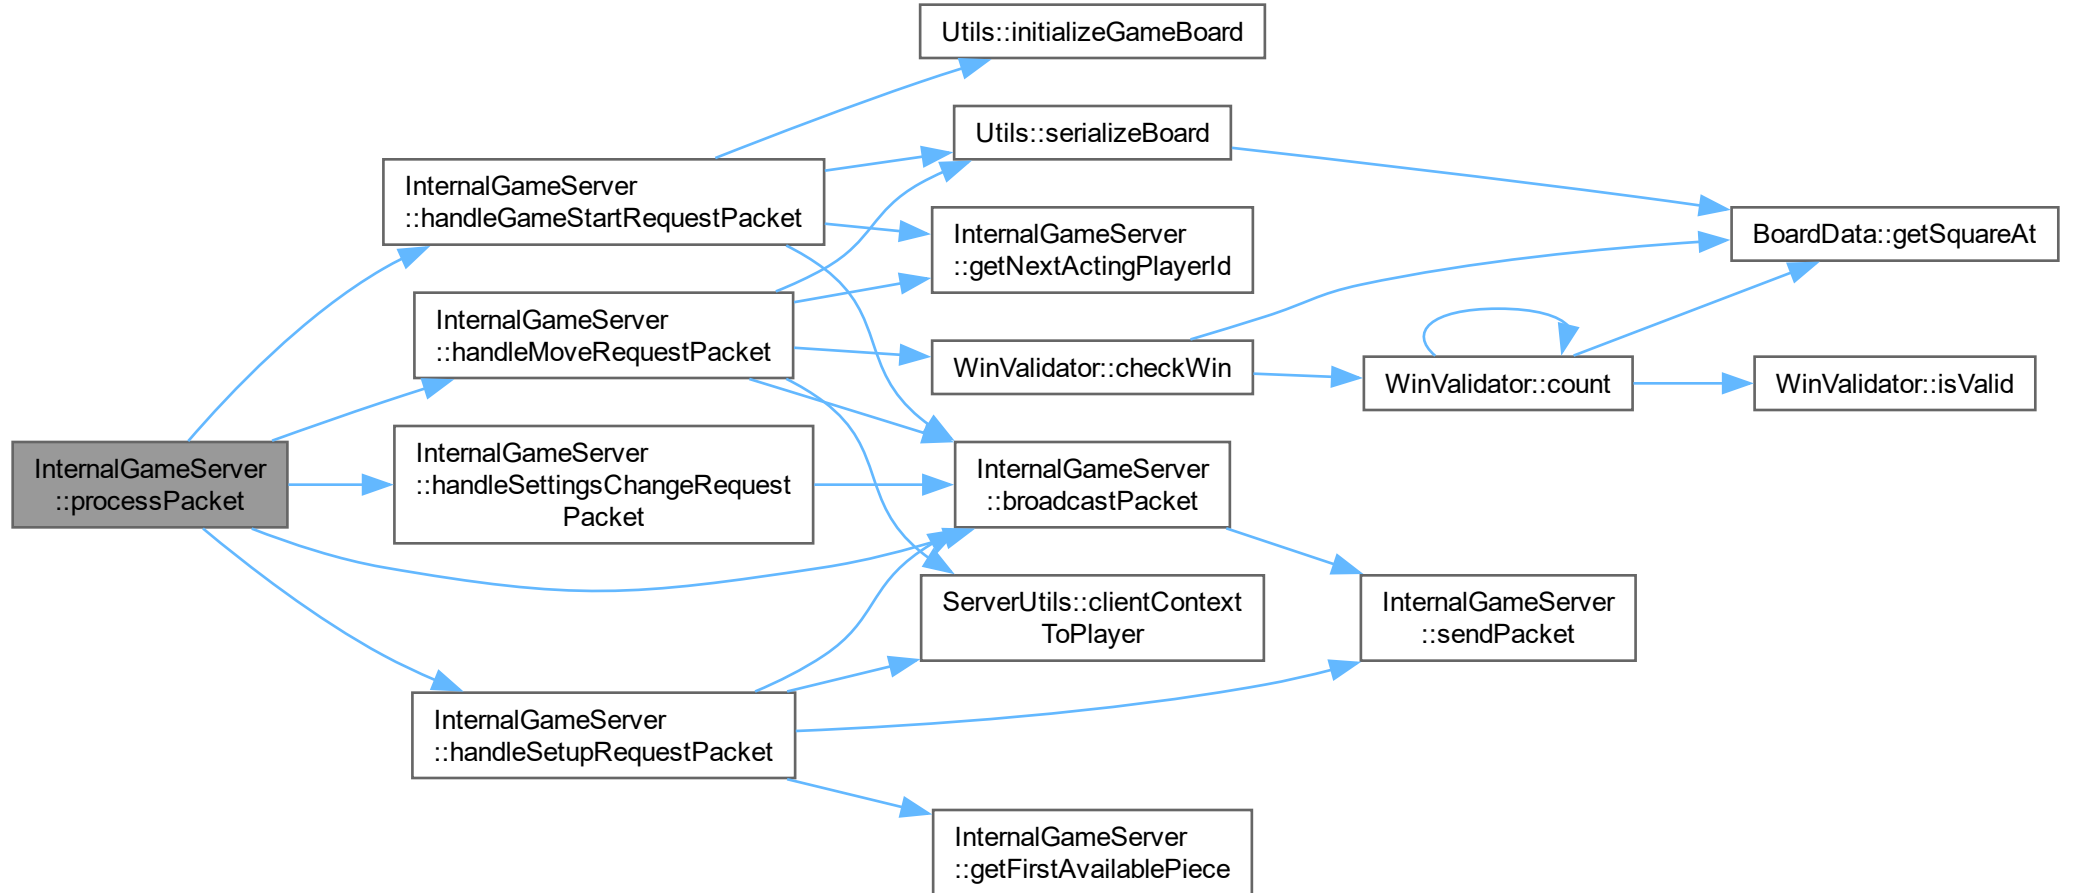 Utils::initializeGameBoard
Utils::serializeBoard
InternalGameServer
::handleGameStartRequestPacket
InternalGameServer
::getNextActingPlayerId
BoardData::getSquareAt
InternalGameServer
::handleMoveRequestPacket
WinValidator::checkWin
WinValidator::count
WinValidator::isValid
InternalGameServer
::processPacket
InternalGameServer
::handleSettingsChangeRequest
Packet
InternalGameServer
::broadcastPacket
ServerUtils::clientContext
ToPlayer
InternalGameServer
::sendPacket
InternalGameServer
::handleSetupRequestPacket
InternalGameServer
::getFirstAvailablePiece